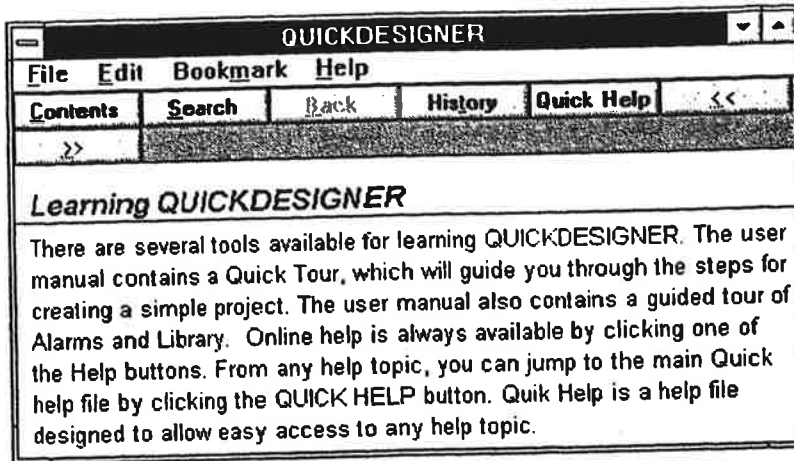 QUICKDESIGNER
File Edit Bookmark Help
Contents Search Back History Quick Help <<
>>
Learning QUICKDESIGNER
There are several tools available for learning QUICKDESIGNER. The user
manual contains a Quick Tour, which will guide you through the steps for
creating a simple project. The user manual also contains a guided tour of
Alarms and Library. Online help is always available by clicking one of
the Help buttons. From any help topic, you can jump to the main Quick
help file by clicking the QUICK HELP button. Quik Help is a help file
designed to allow easy access to any help topic.